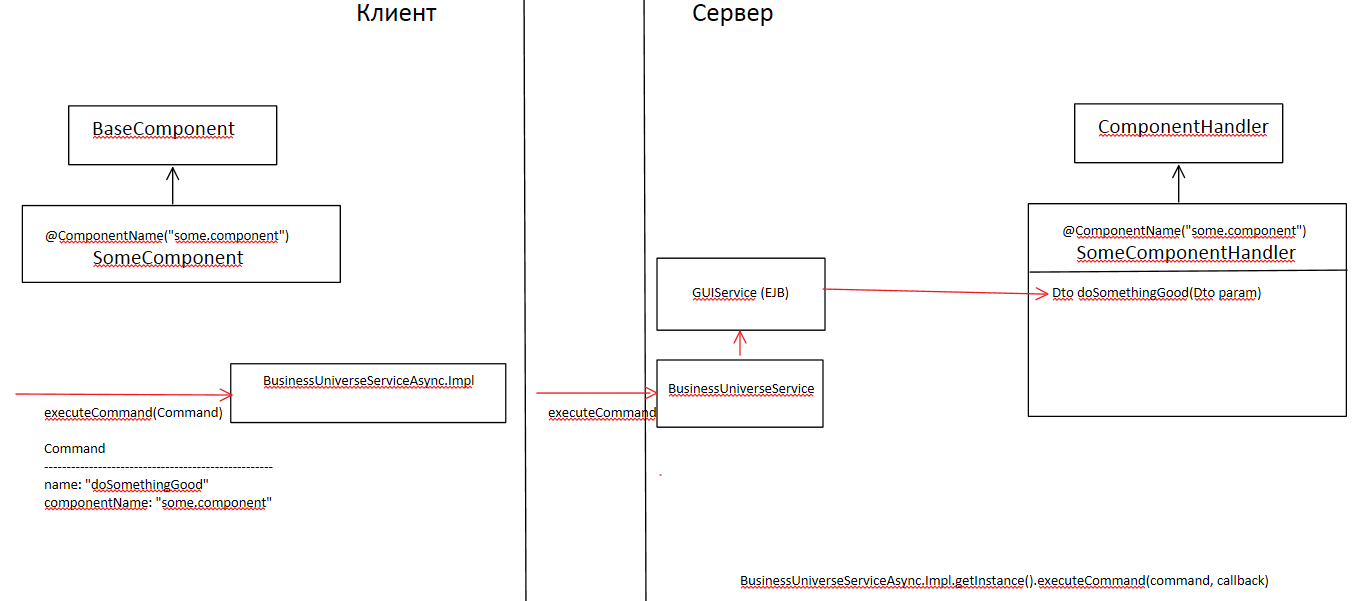 Клиент
Сервер
BaseComponent
ComponentHandler
@ComponentName("some.component")
SomeComponent
@ComponentName("some.component")
SomeComponentHandler
GUIService (EJB)
Dto doSomethingGood(Dto param)
BusinessUniverseServiceAsync.Impl
BusinessUniverseService
executeCommand(Command)
executeCommand
Command
---------------------------------------------------
name: "doSomethingGood"
componentName: "some.component"
BusinessUniverseServiceAsync.Impl.getInstance().executeCommand(command, callback)